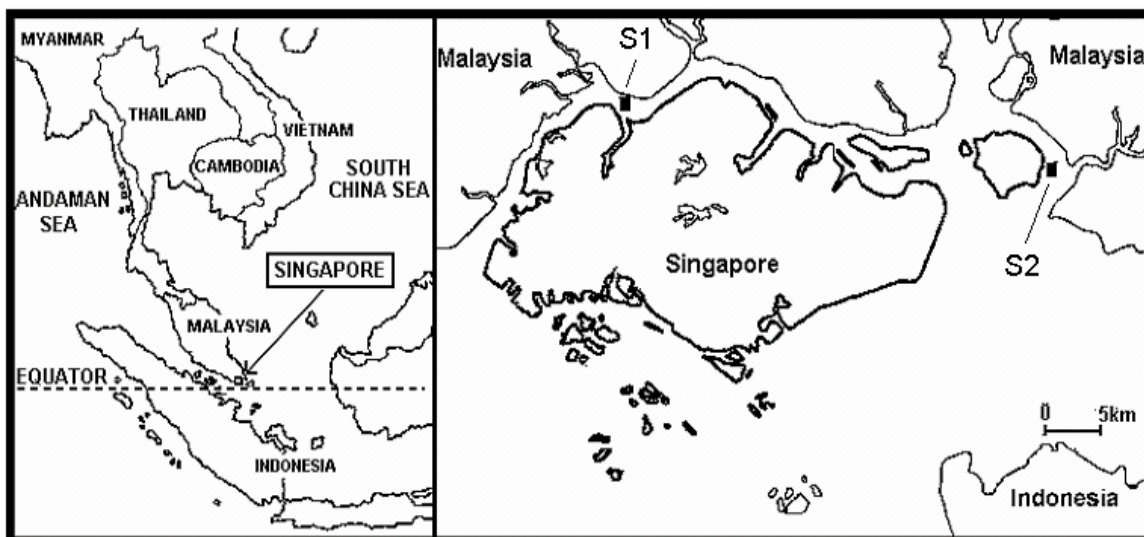 MYANMAR
THAILAND
VIETNAM
CAMBODIA
SOUTH
CHINA SEA
ANDAMAN
SEA
SINGAPORE
MALAYSIA
EQUATOR
INDONESIA
S1
Malaysia
Malaysia
S2
Singapore
0 5km
Indonesia